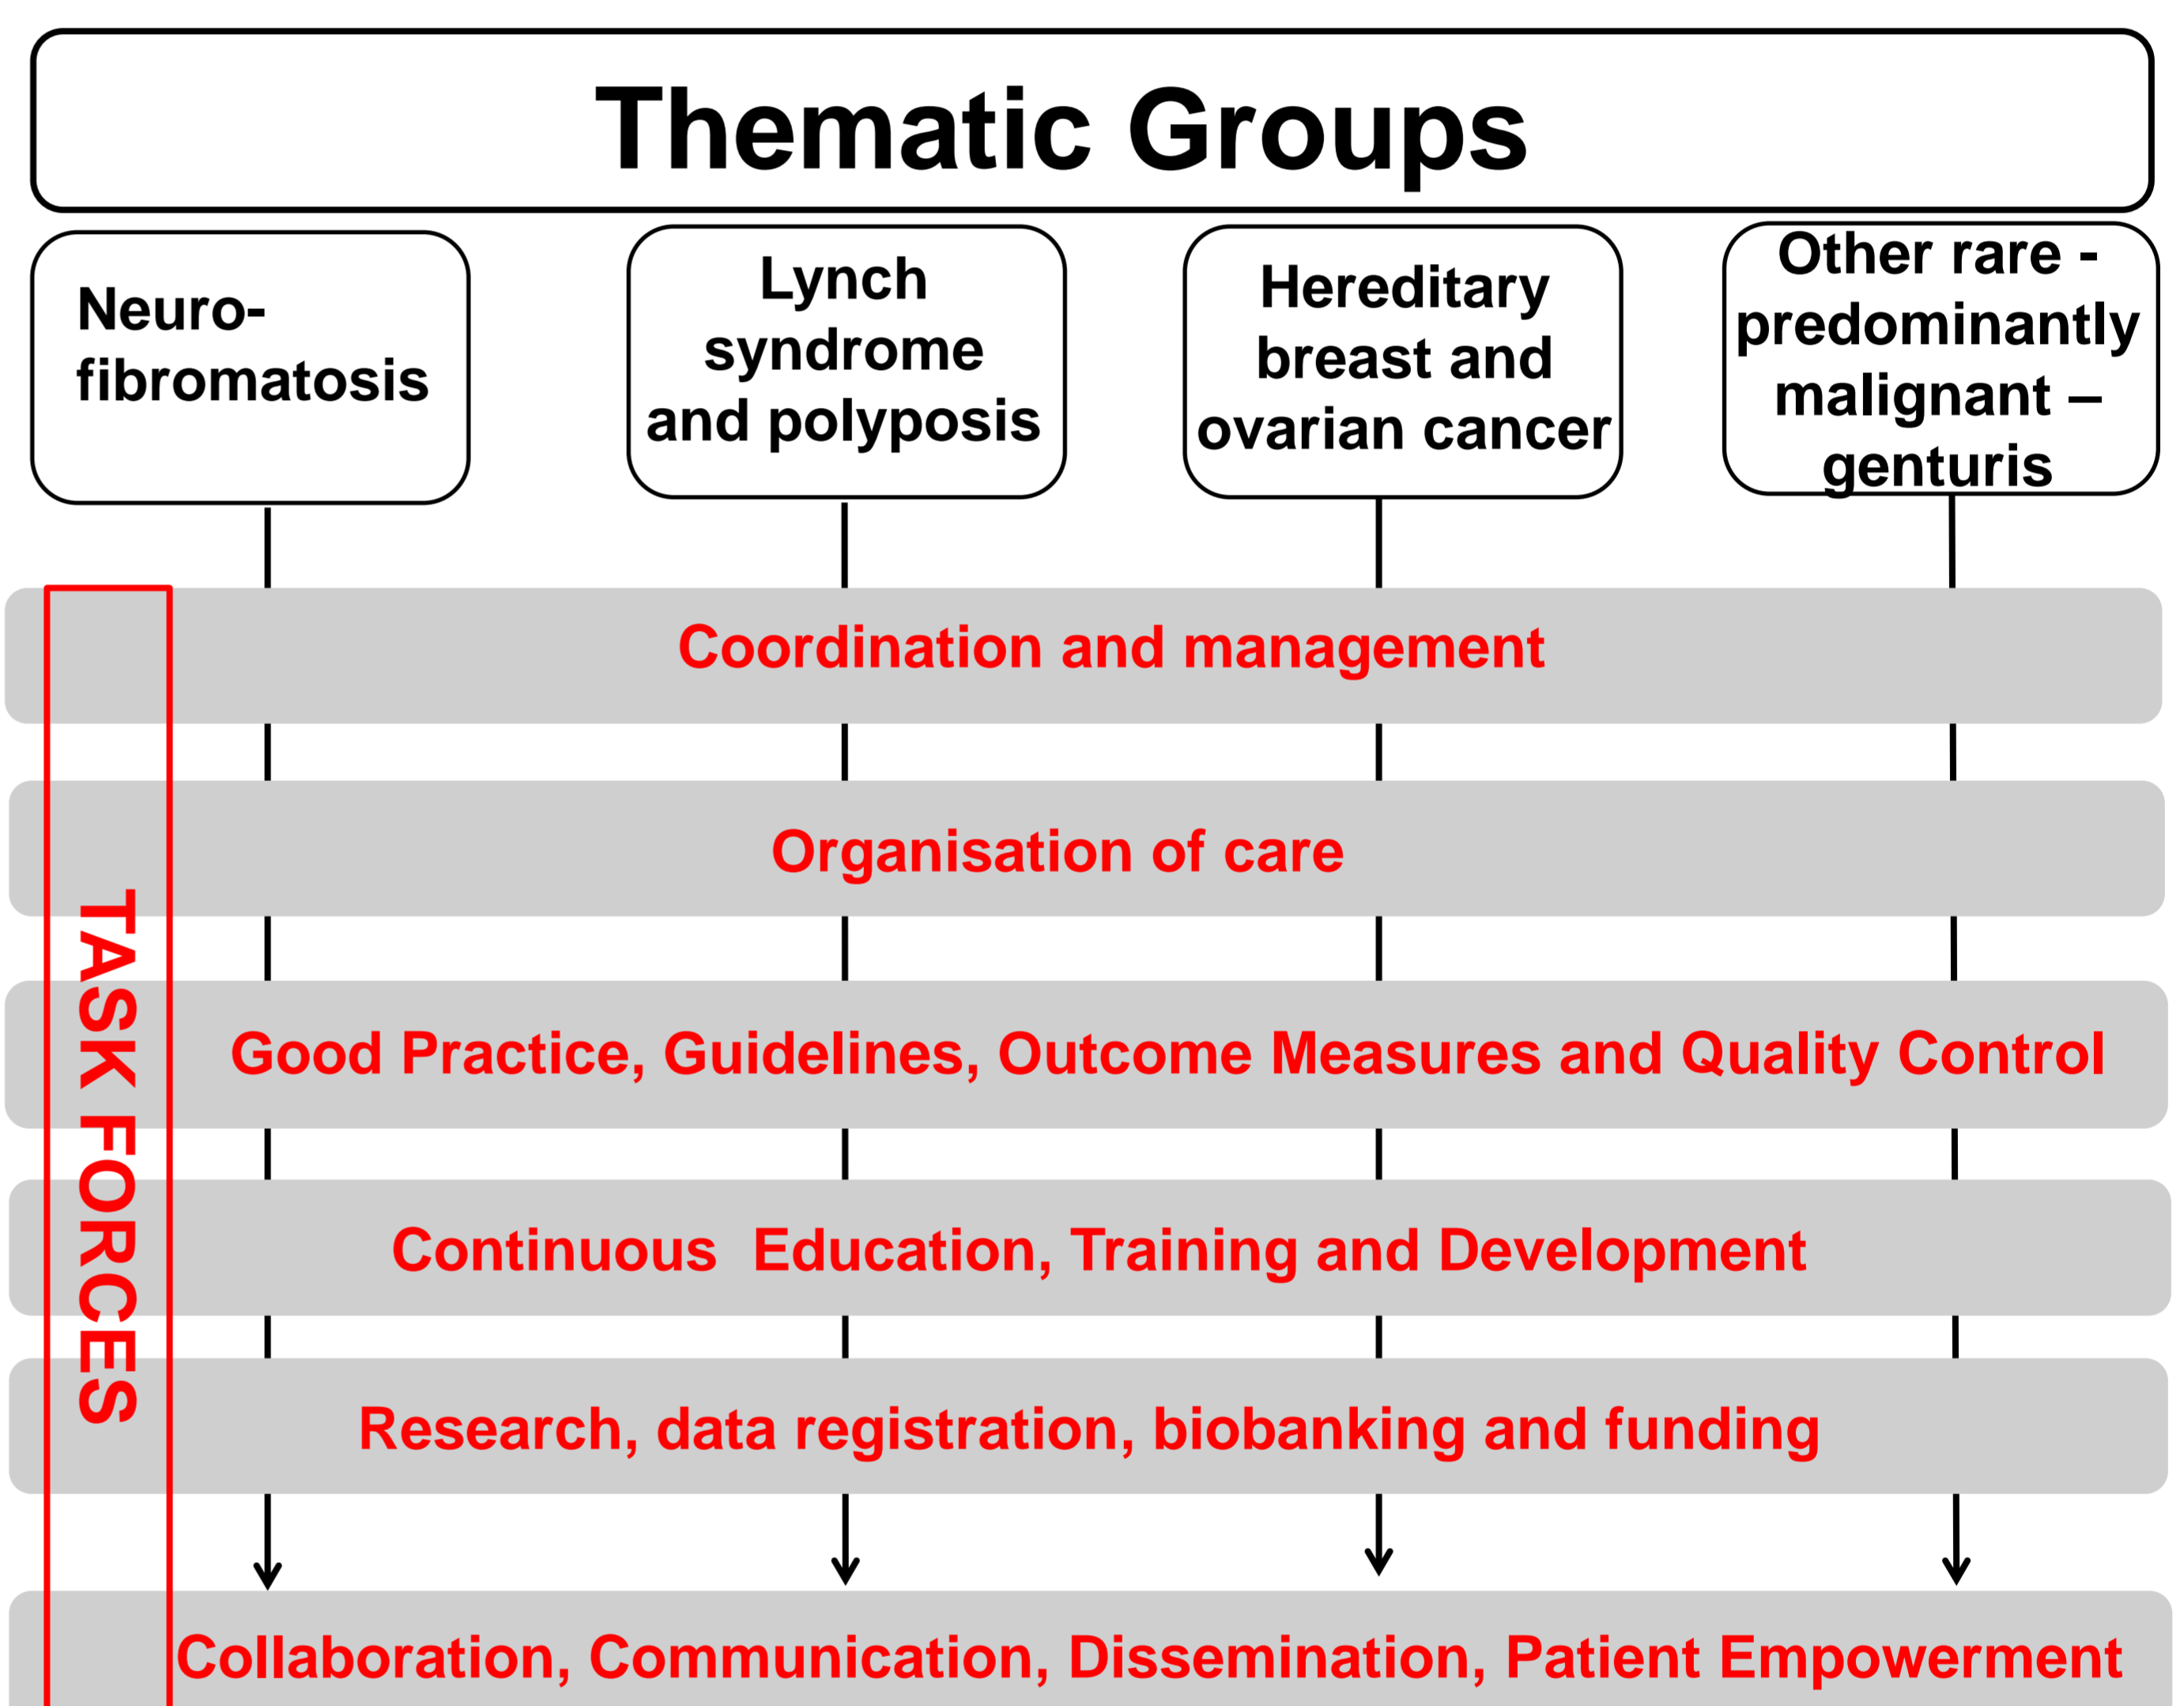 Thematic Groups
Neuro-
fibromatosis
Lynch
syndrome
and polyposis
Hereditary
breast and
ovarian cancer
Other rare -
predominantly
malignant –
genturis
TASK FORCES
Coordination and management
Organisation of care
Good Practice, Guidelines, Outcome Measures and Quality Control
Continuous Education, Training and Development
Research, data registration, biobanking and funding
Collaboration, Communication, Dissemination, Patient Empowerment